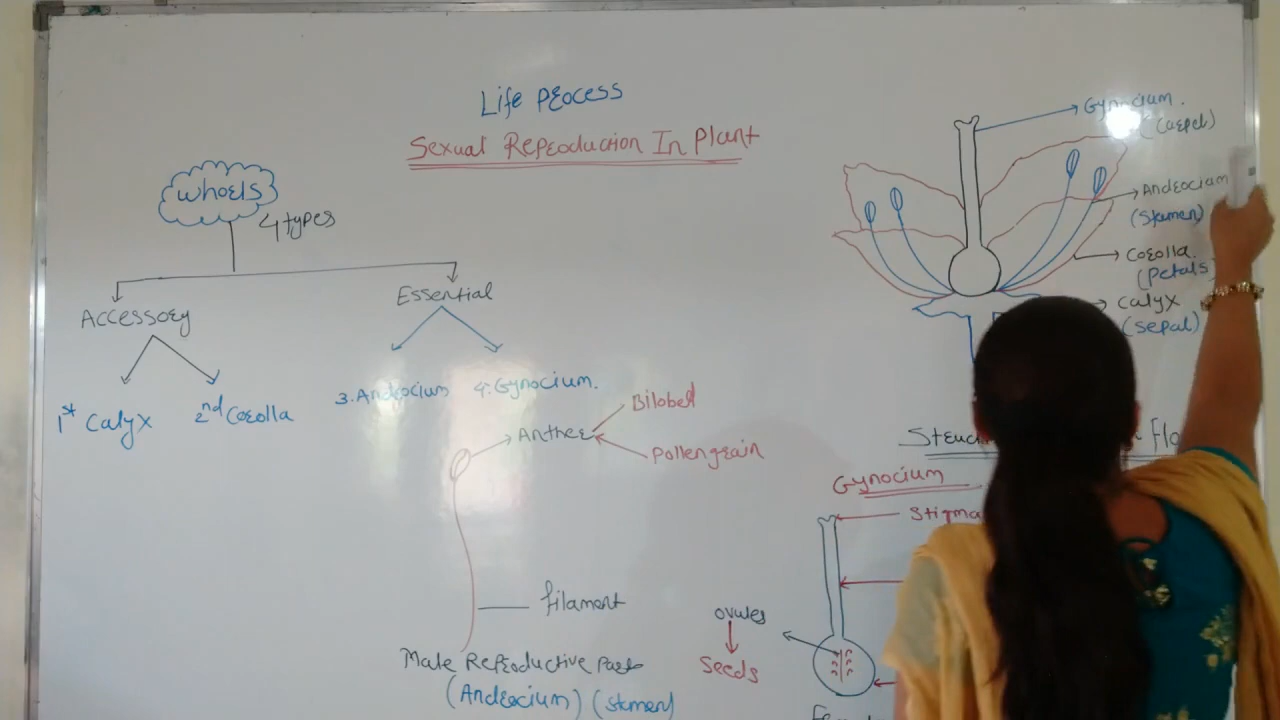 Life Process
Sexual Reproduction In Plant
Whoels
4 types
Accessory
Essential
1st Calyx
2nd Corolla
3. Androcium
4. Gynocium.
Anther
Bilobed
Pollengrain
filament
Male Reproductive Part
(Androcium) (Stamen)
Gynocium.
(Carpel)
Androcium
(Stamen)
Corolla.
(Petals)
Calyx
(Sepal)
Gynocium
Stigma
ovules
Seeds